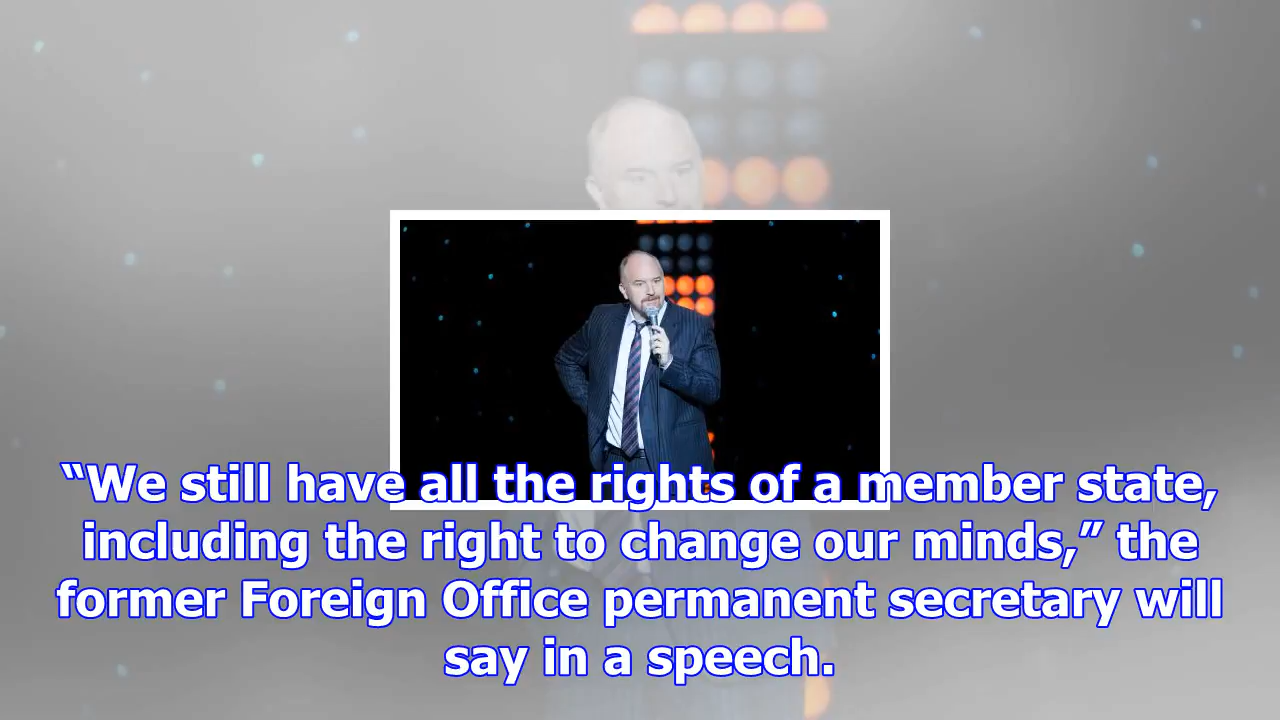 “We still have all the rights of a member state,
including the right to change our minds,” the
former Foreign Office permanent secretary will
say in a speech.